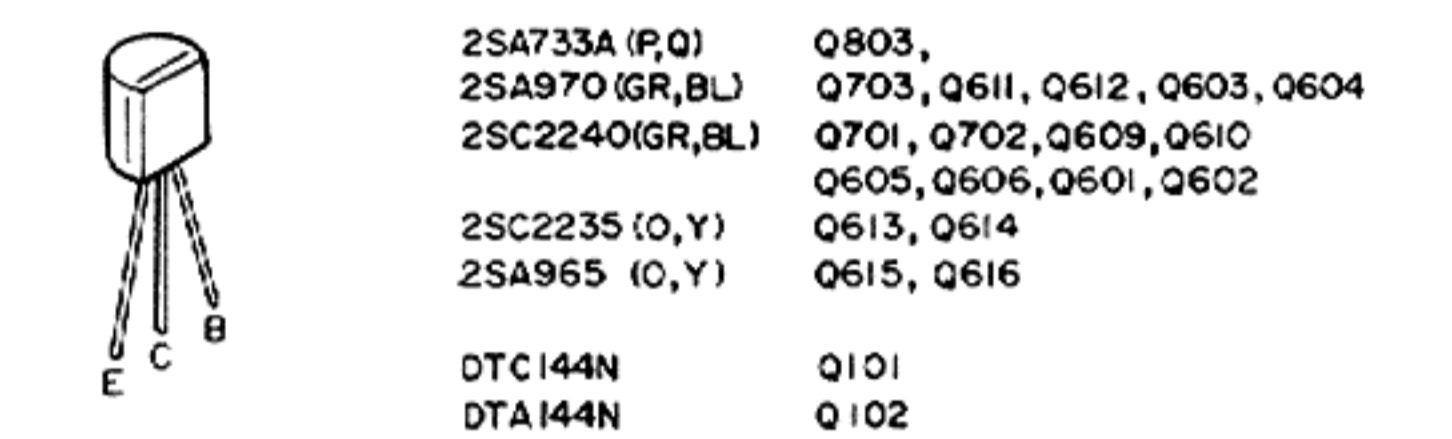 2SA733A (P,Q) Q803,
2SA970 (GR,BL) Q703, Q611, Q612, Q603, Q604
2SC2240(GR,BL) Q701, Q702, Q609, Q610
Q605, Q606, Q601, Q602
2SC2235 (O,Y) Q613, Q614
2SA965 (O,Y) Q615, Q616
B
C
E
DTC144N Q101
DTA144N Q102